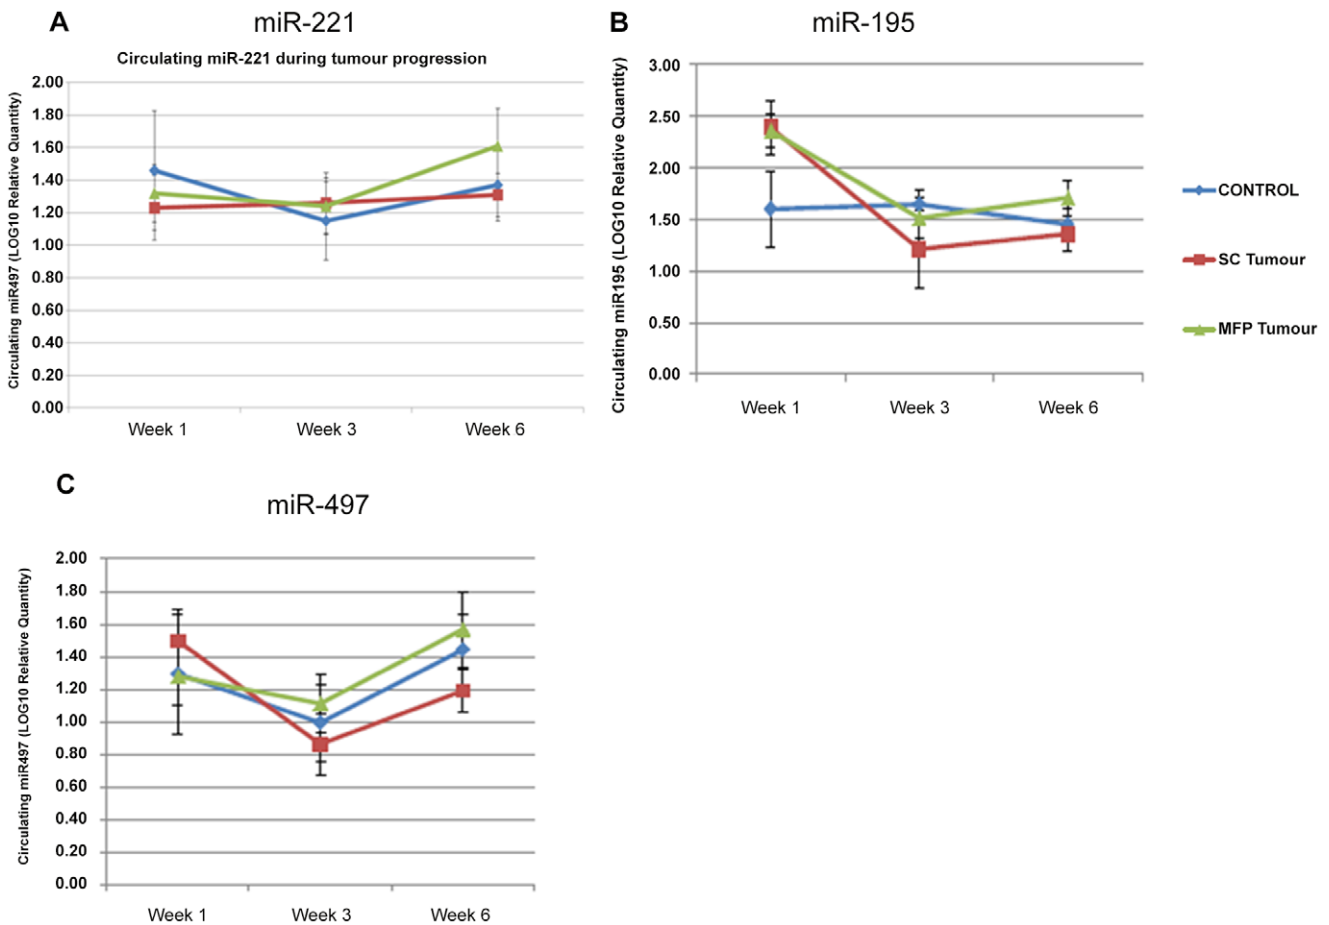 A
miR-221
Circulating miR-221 during tumour progression
Circulating miR497 (LOG10 Relative Quantity)
2.00
1.80
1.60
1.40
1.20
1.00
0.80
0.60
0.40
0.20
0.00
Week 1
Week 3
Week 6
B
miR-195
Circulating miR195 (LOG10 Relative Quantity)
3.00
2.50
2.00
1.50
1.00
0.50
0.00
Week 1
Week 3
Week 6
CONTROL
SC Tumour
MFP Tumour
C
miR-497
Circulating miR497 (LOG10 Relative Quantity)
2.00
1.80
1.60
1.40
1.20
1.00
0.80
0.60
0.40
0.20
0.00
Week 1
Week 3
Week 6